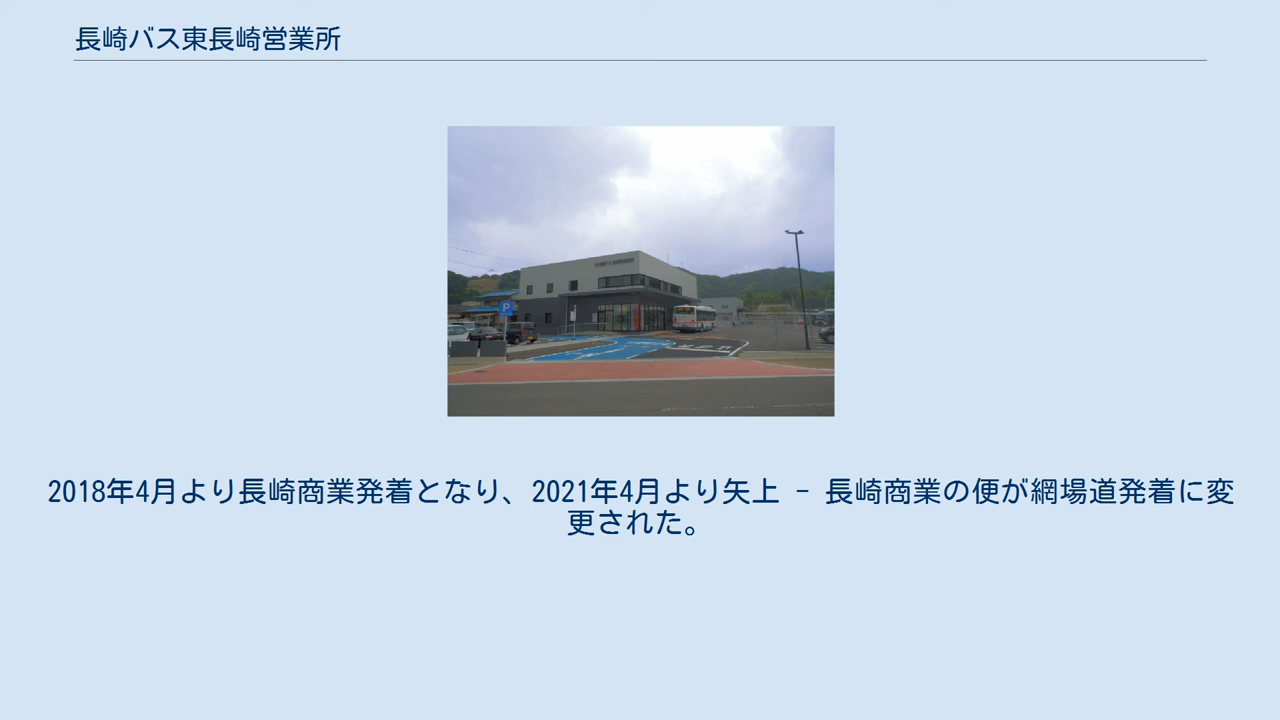 長崎バス東長崎営業所
P
2018年4月より長崎商業発着となり、2021年4月より矢上 - 長崎商業の便が網場道発着に変
更された。